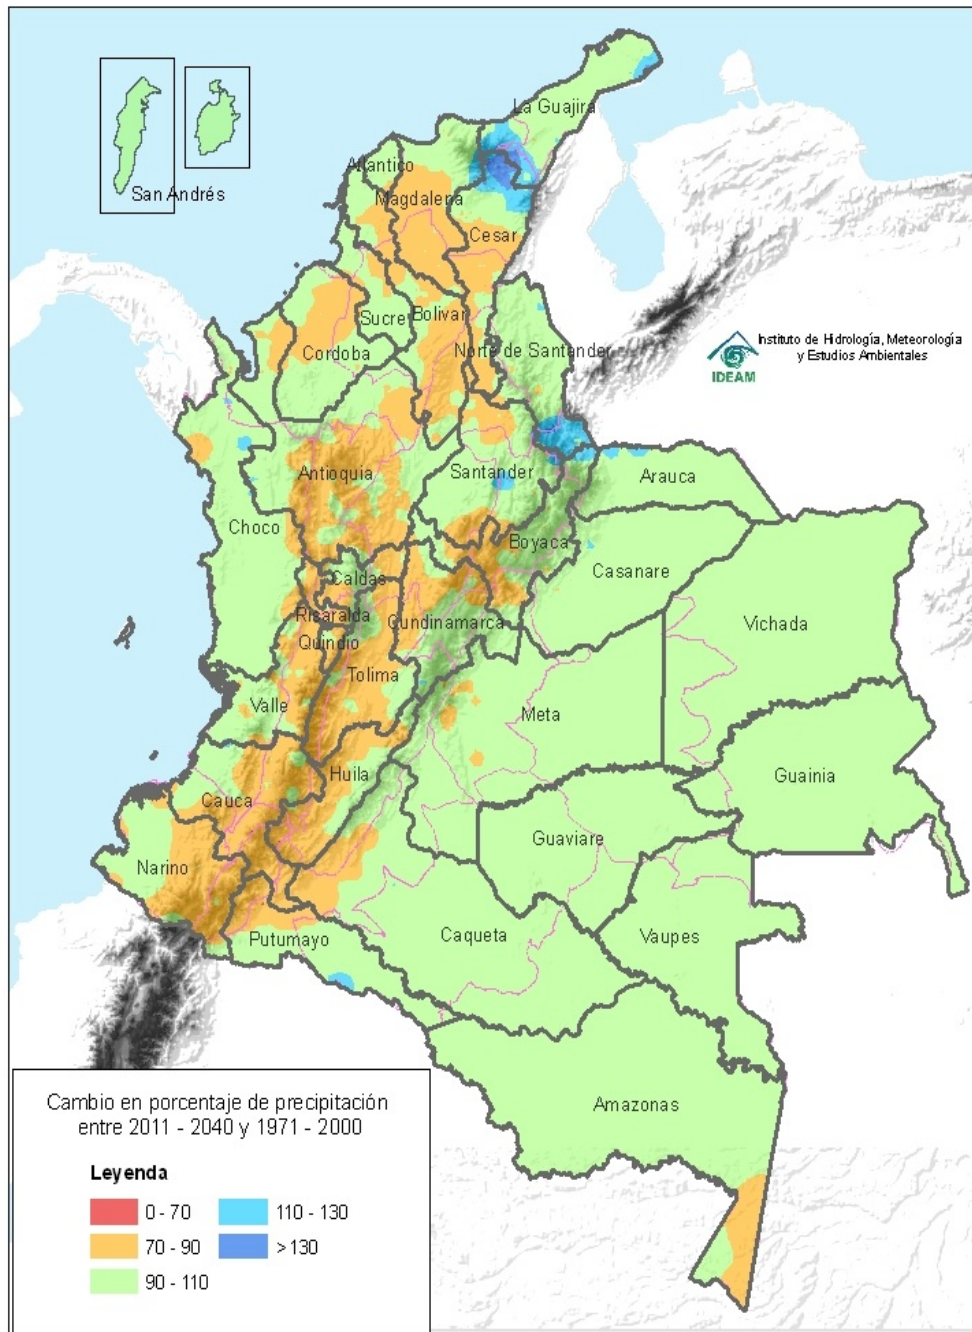 La Guajira
San Andrés
Atlantico
Magdalena
Cesar
Sucre
Bolivar
Cordoba
Norte de Santander
Instituto de Hidrología, Meteorología
y Estudios Ambientales
IDEAM
Antioquia
Santander
Arauca
Choco
Boyaca
Caldas
Casanare
Risaralda
Cundinamarca
Vichada
Quindio
Tolima
Valle
Meta
Huila
Guainia
Cauca
Guaviare
Narino
Putumayo
Caqueta
Vaupes
Amazonas
Cambio en porcentaje de precipitación
entre 2011 - 2040 y 1971 - 2000
Leyenda
0 - 70
110 - 130
70 - 90
>130
90 - 110